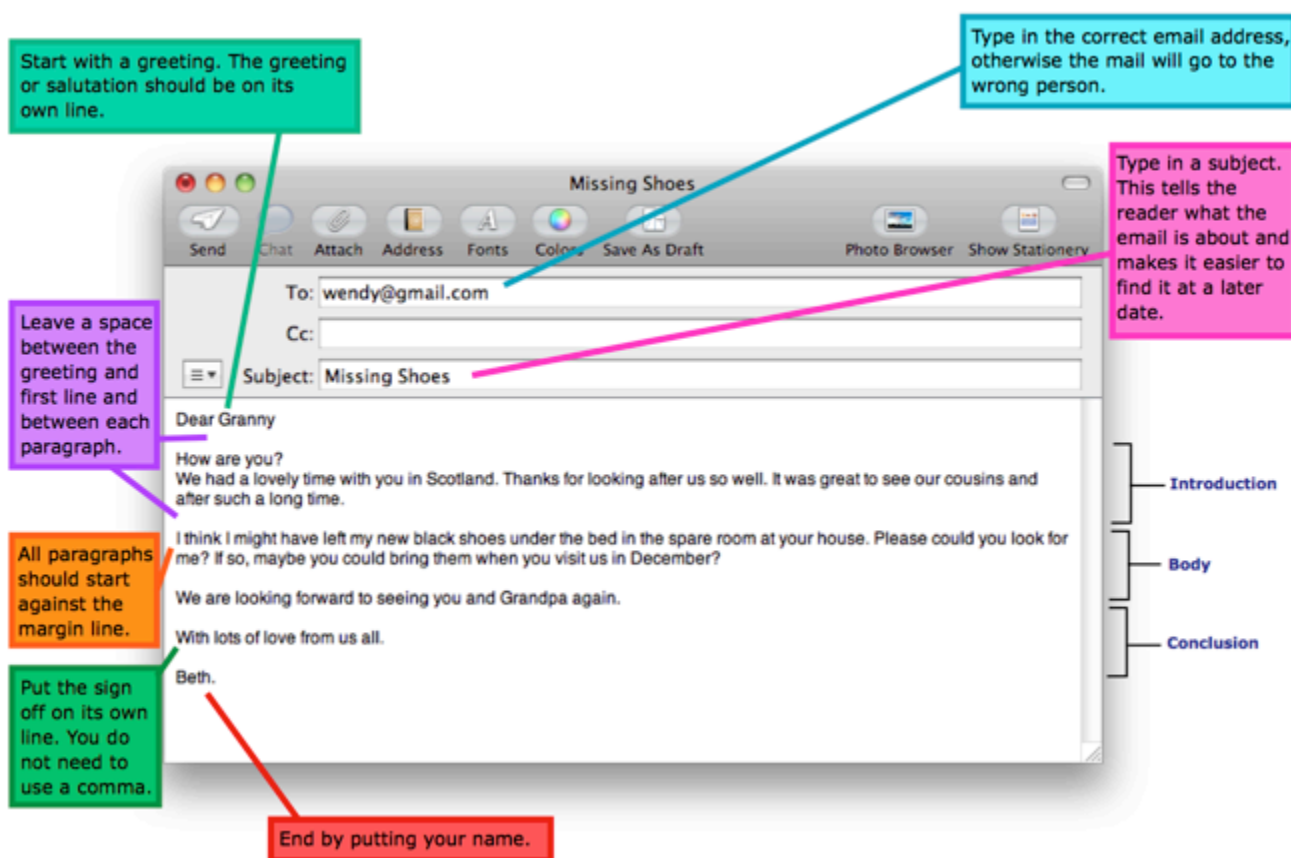 Start with a greeting. The greeting
or salutation should be on its
own line.
Type in the correct email address,
otherwise the mail will go to the
wrong person.
Type in a subject.
This tells the
reader what the
email is about and
makes it easier to
find it at a later
date.
Missing Shoes
Send Chat Attach Address Fonts Colors Save As Draft Photo Browser Show Stationery
To: wendy@gmail.com
Cc:
Subject: Missing Shoes
Leave a space
between the
greeting and
first line and
between each
paragraph.
Dear Granny
How are you?
We had a lovely time with you in Scotland. Thanks for looking after us so well. It was great to see our cousins and
after such a long time.
Introduction
I think I might have left my new black shoes under the bed in the spare room at your house. Please could you look for
me? If so, maybe you could bring them when you visit us in December?
Body
All paragraphs
should start
against the
margin line.
We are looking forward to seeing you and Grandpa again.
With lots of love from us all.
Conclusion
Beth.
Put the sign
off on its own
line. You do
not need to
use a comma.
End by putting your name.